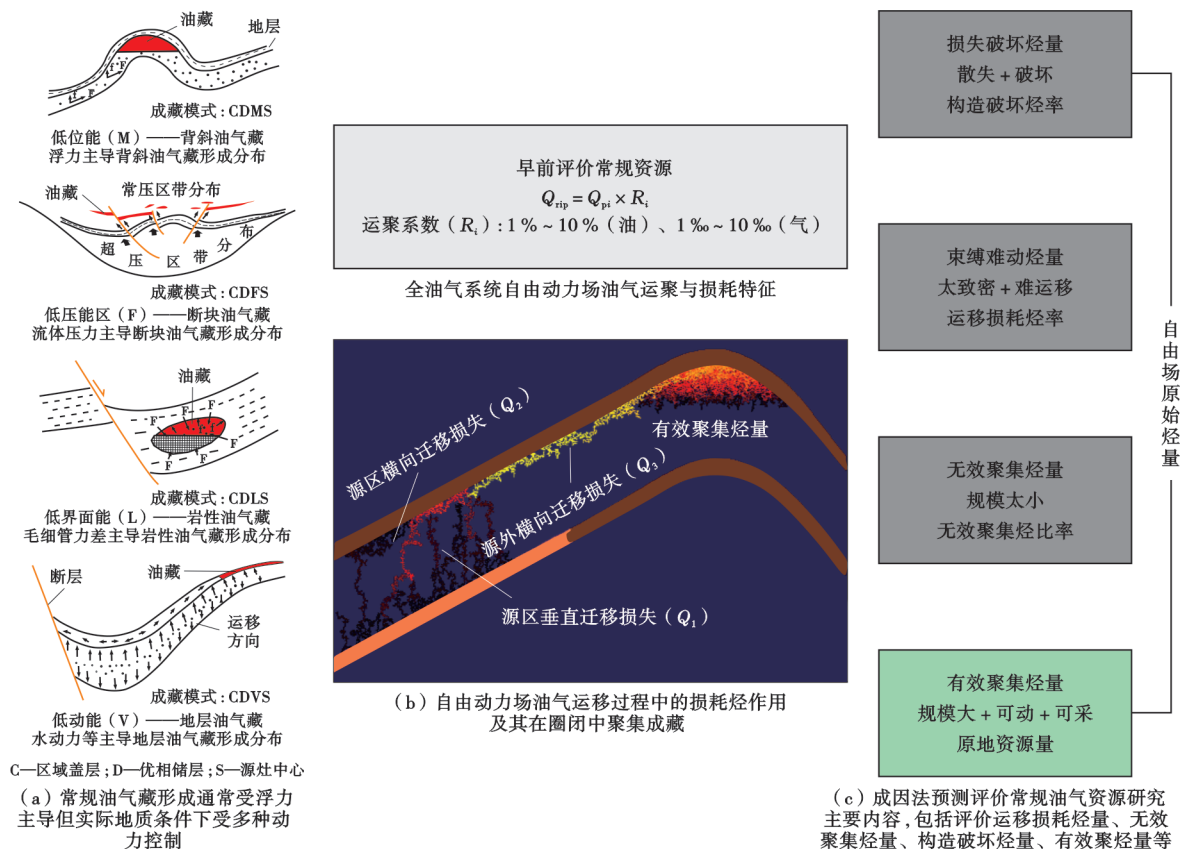 油藏
地层
f F
f F
成藏模式:CDMS
低位能(M)——背斜油气藏
浮力主导背斜油气藏形成分布
油藏
常压区带分布
超压区带分布
成藏模式:CDFS
低压能区(F)——断块油气藏
流体压力主导断块油气藏形成分布
油藏
F F F
F F
F F
成藏模式:CDLS
低界面能(L)——岩性油气藏
毛细管力差主导岩性油气藏形成分布
断层
油藏
运移
方向
成藏模式:CDVS
低动能(V)——地层油气藏
水动力等主导地层油气藏形成分布
C—区域盖层;D—优相储层;S—源灶中心
(a)常规油气藏形成通常受浮力
主导但实际地质条件下受多种动
力控制
早前评价常规资源
Qrip = Qpi × Ri
运聚系数(Ri):1%~10%(油)、1‰~10‰(气)
全油气系统自由动力场油气运聚与损耗特征
源区横向迁移损失(Q2)
有效聚集烃量
源外横向迁移损失(Q3)
源区垂直迁移损失(Q1)
(b)自由动力场油气运移过程中的损耗烃作用
及其在圈闭中聚集成藏
损失破坏烃量
散失+破坏
构造破坏烃率
束缚难动烃量
太致密+难运移
运移损耗烃率
无效聚集烃量
规模太小
无效聚集烃比率
有效聚集烃量
规模大+可动+可采
原地资源量
自由场原始烃量
(c)成因法预测评价常规油气资源研究
主要内容,包括评价运移损耗烃量、无效
聚集烃量、构造破坏烃量、有效聚烃量等